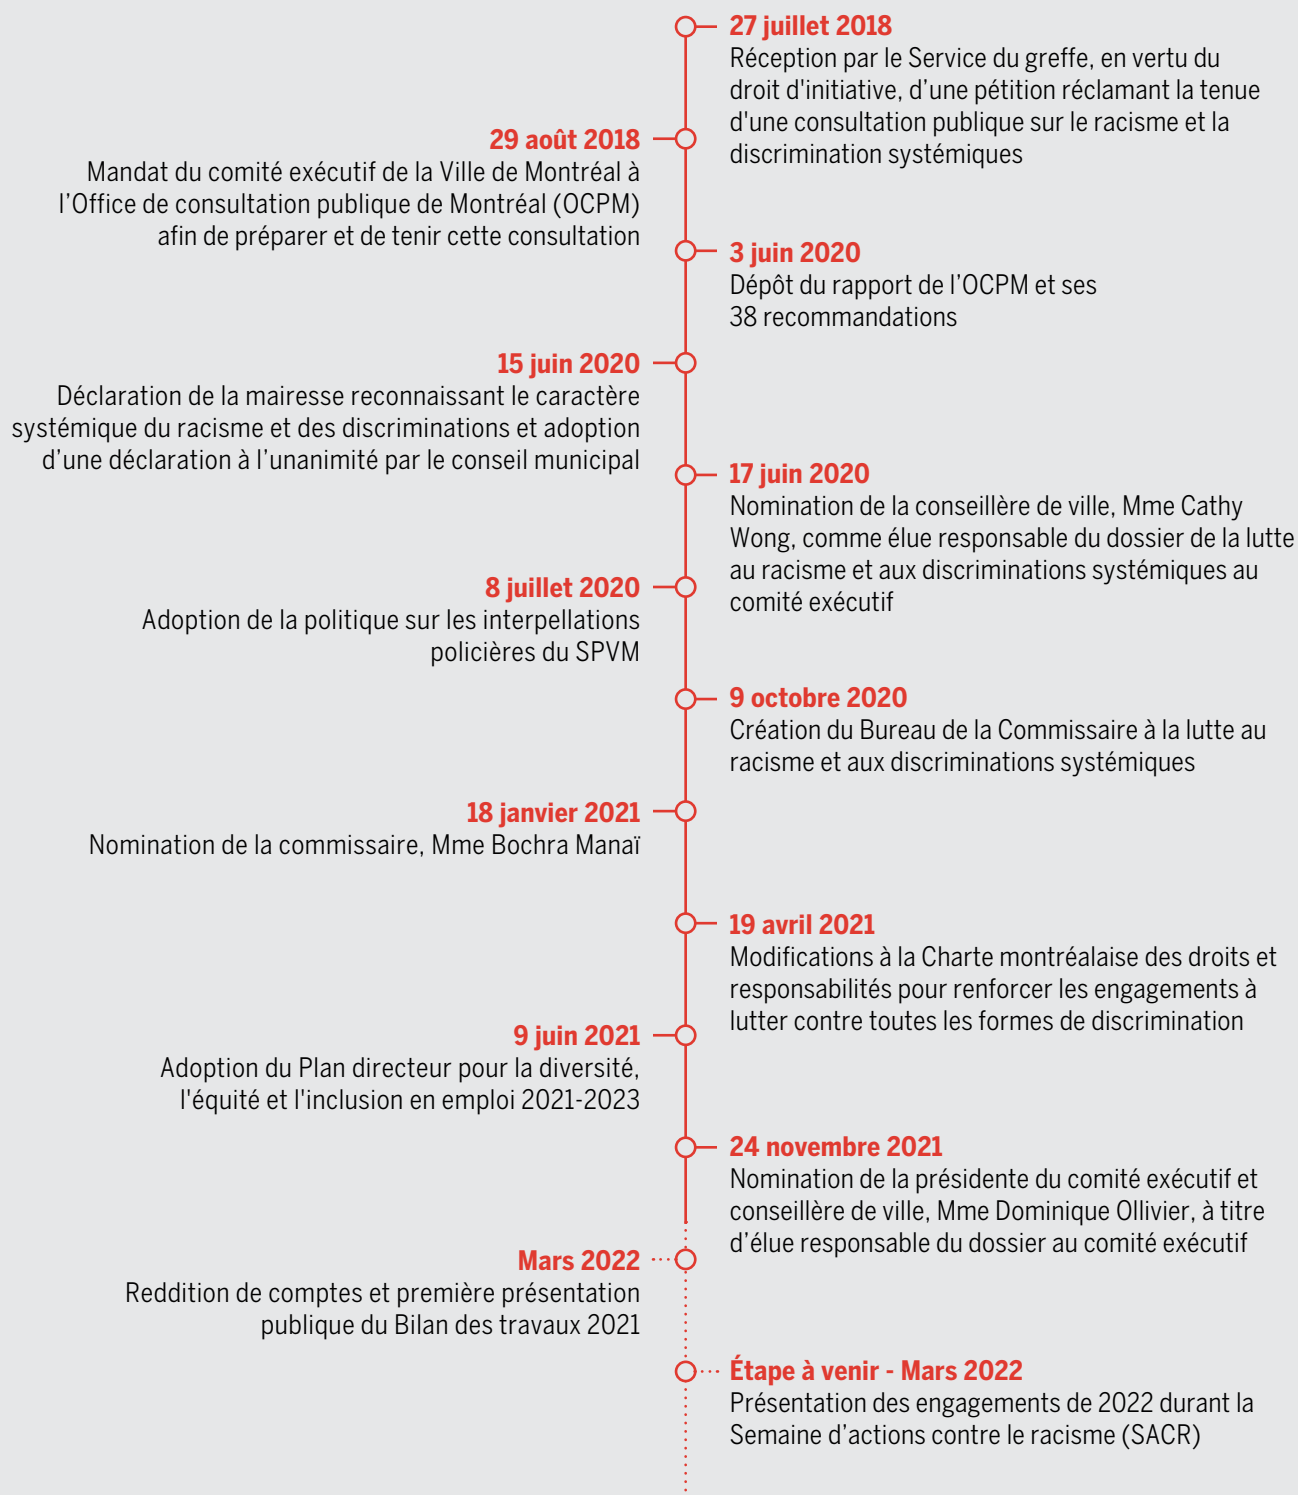 27 juillet 2018
Réception par le Service du greffe, en vertu du
droit d'initiative, d’une pétition réclamant la tenue
d'une consultation publique sur le racisme et la
discrimination systémiques
29 août 2018
Mandat du comité exécutif de la Ville de Montréal à
l’Office de consultation publique de Montréal (OCPM)
afin de préparer et de tenir cette consultation
3 juin 2020
Dépôt du rapport de l’OCPM et ses
38 recommandations
15 juin 2020
Déclaration de la mairesse reconnaissant le caractère
systémique du racisme et des discriminations et adoption
d’une déclaration à l’unanimité par le conseil municipal
17 juin 2020
Nomination de la conseillère de ville, Mme Cathy
Wong, comme élue responsable du dossier de la lutte
au racisme et aux discriminations systémiques au
comité exécutif
8 juillet 2020
Adoption de la politique sur les interpellations
policières du SPVM
9 octobre 2020
Création du Bureau de la Commissaire à la lutte au
racisme et aux discriminations systémiques
18 janvier 2021
Nomination de la commissaire, Mme Bochra Manaï
19 avril 2021
Modifications à la Charte montréalaise des droits et
responsabilités pour renforcer les engagements à
lutter contre toutes les formes de discrimination
9 juin 2021
Adoption du Plan directeur pour la diversité,
l'équité et l'inclusion en emploi 2021-2023
24 novembre 2021
Nomination de la présidente du comité exécutif et
conseillère de ville, Mme Dominique Ollivier, à titre
d’élue responsable du dossier au comité exécutif
Mars 2022
Reddition de comptes et première présentation
publique du Bilan des travaux 2021
Étape à venir - Mars 2022
Présentation des engagements de 2022 durant la
Semaine d’actions contre le racisme (SACR)